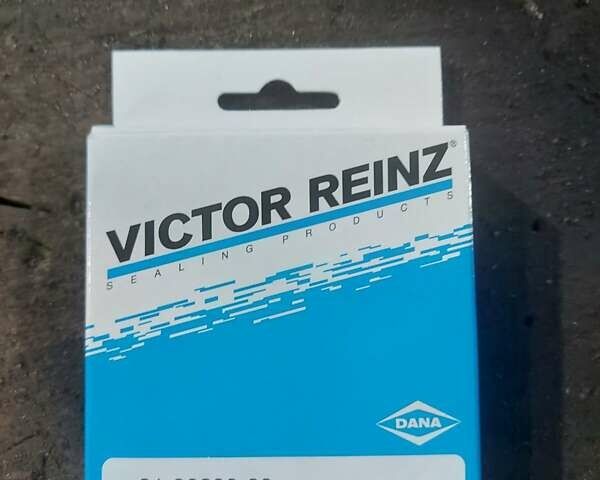 VICTOR REINZ®
SEALING PRODUCTS
DANA